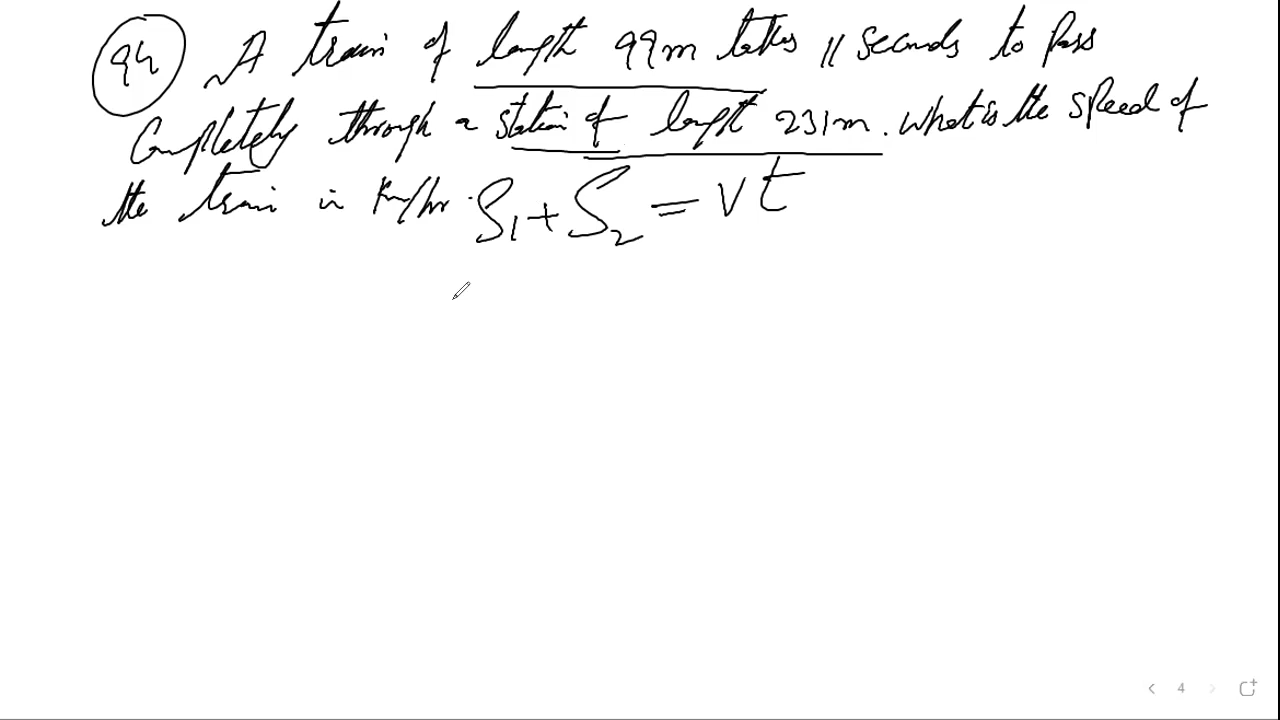 94 A train of length 99m takes 11 seconds to pass
Completely through a station of length 231m. what is the speed of
the train in Km/hr. S₁ + S₂ = vt
4